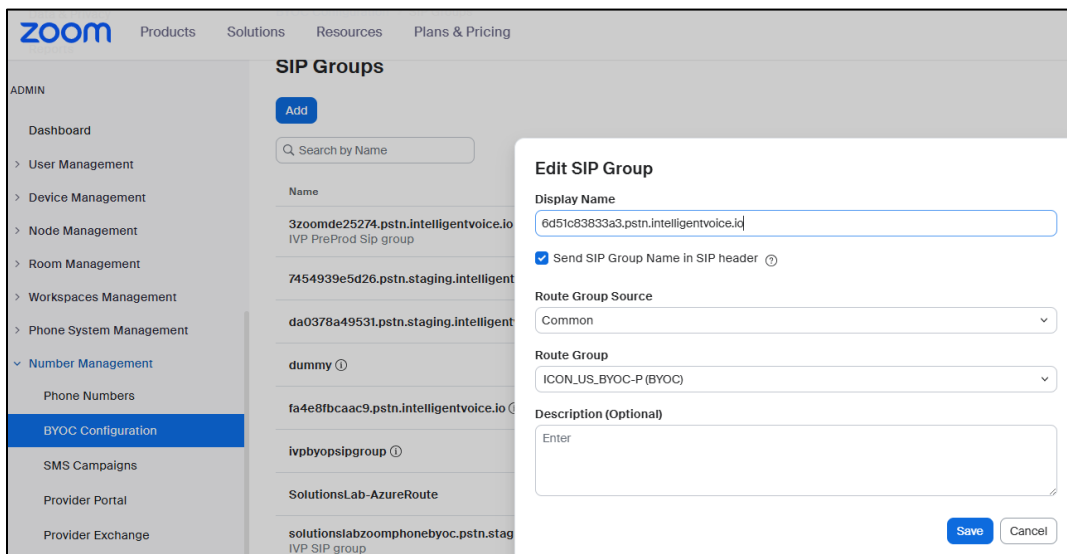 zoom
Products Solutions Resources Plans & Pricing
ADMIN
Dashboard
User Management
Device Management
Node Management
Room Management
Workspaces Management
Phone System Management
Number Management
Phone Numbers
BYOC Configuration
SMS Campaigns
Provider Portal
Provider Exchange
SIP Groups
Add
Search by Name
Name
3zoomde25274.pstn.intelligentvoice.io
IVP PreProd Sip group
7454939e5d26.pstn.staging.intelligent
da0378a49531.pstn.staging.intelligent
dummy
fa4e8fbcaac9.pstn.intelligentvoice.io
ivpbyopsipgroup
SolutionsLab-AzureRoute
solutionslabzoomphonebyoc.pstn.stag
IVP SIP group
Edit SIP Group
Display Name
6d51c83833a3.pstn.intelligentvoice.io
Send SIP Group Name in SIP header
Route Group Source
Common
Route Group
ICON_US_BYOC-P (BYOC)
Description (Optional)
Enter
Save Cancel